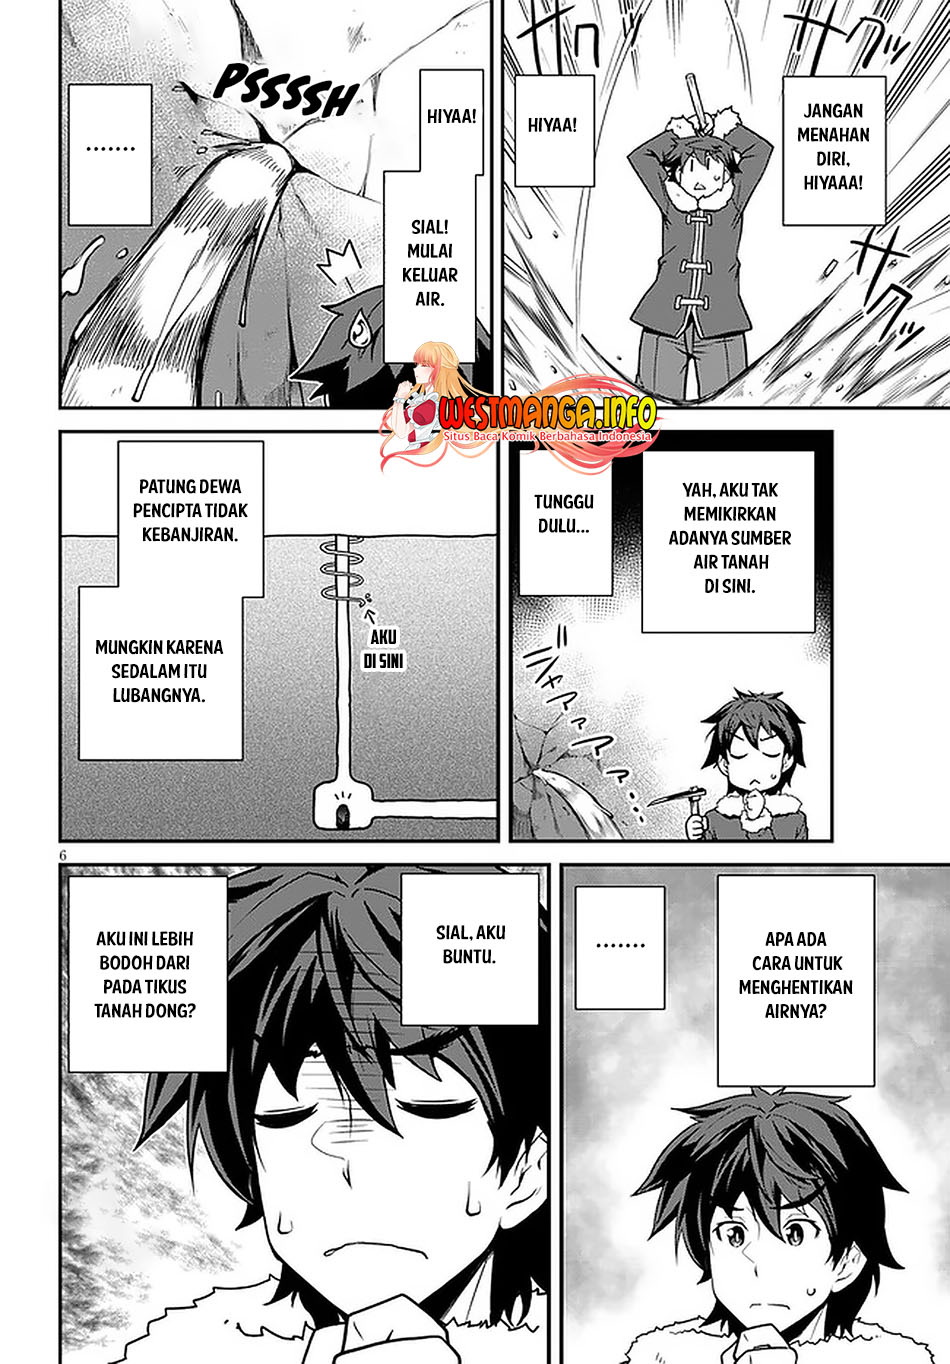 JANGAN
MENAHAN
DIRI,
HIYAAA!
HIYAA!
HIYAA!
SIAL!
MULAI
KELUAR
AIR.
PSSSSH
.......
WESTMANGA.INFO
Situs Baca Komik Berbahasa Indonesia
YAH, AKU TAK
MEMIKIRKAN
ADANYA SUMBER
AIR TANAH
DI SINI.
TUNGGU
DULU...
PATUNG DEWA
PENCIPTA TIDAK
KEBANJIRAN.
AKU
DI SINI
MUNGKIN KARENA
SEDALAM ITU
LUBANGNYA.
6
APA ADA
CARA UNTUK
MENGHENTIKAN
AIRNYA?
.......
SIAL, AKU
BUNTU.
AKU INI LEBIH
BODOH DARI
PADA TIKUS
TANAH DONG?